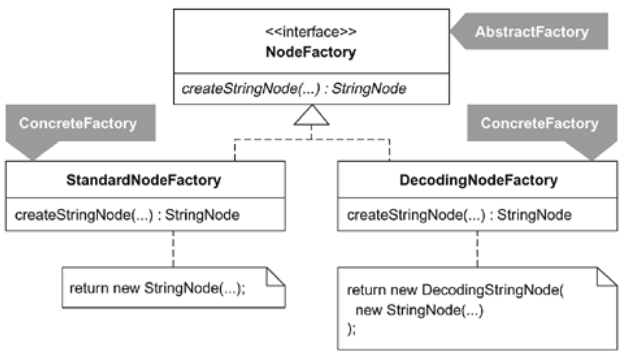 <<interface>>
NodeFactory
AbstractFactory
createStringNode(...) : StringNode
ConcreteFactory
ConcreteFactory
StandardNodeFactory
createStringNode(...) : StringNode
DecodingNodeFactory
createStringNode(...) : StringNode
return new StringNode(...);
return new DecodingStringNode(
new StringNode(...)
);